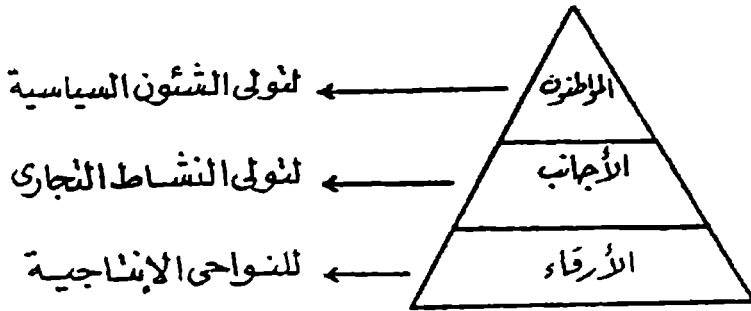 المواطنون
لتولى الشئون السياسية
الأجانب
لتولى النشاط التجارى
الأرقاء
للنواحى الإنتاجية